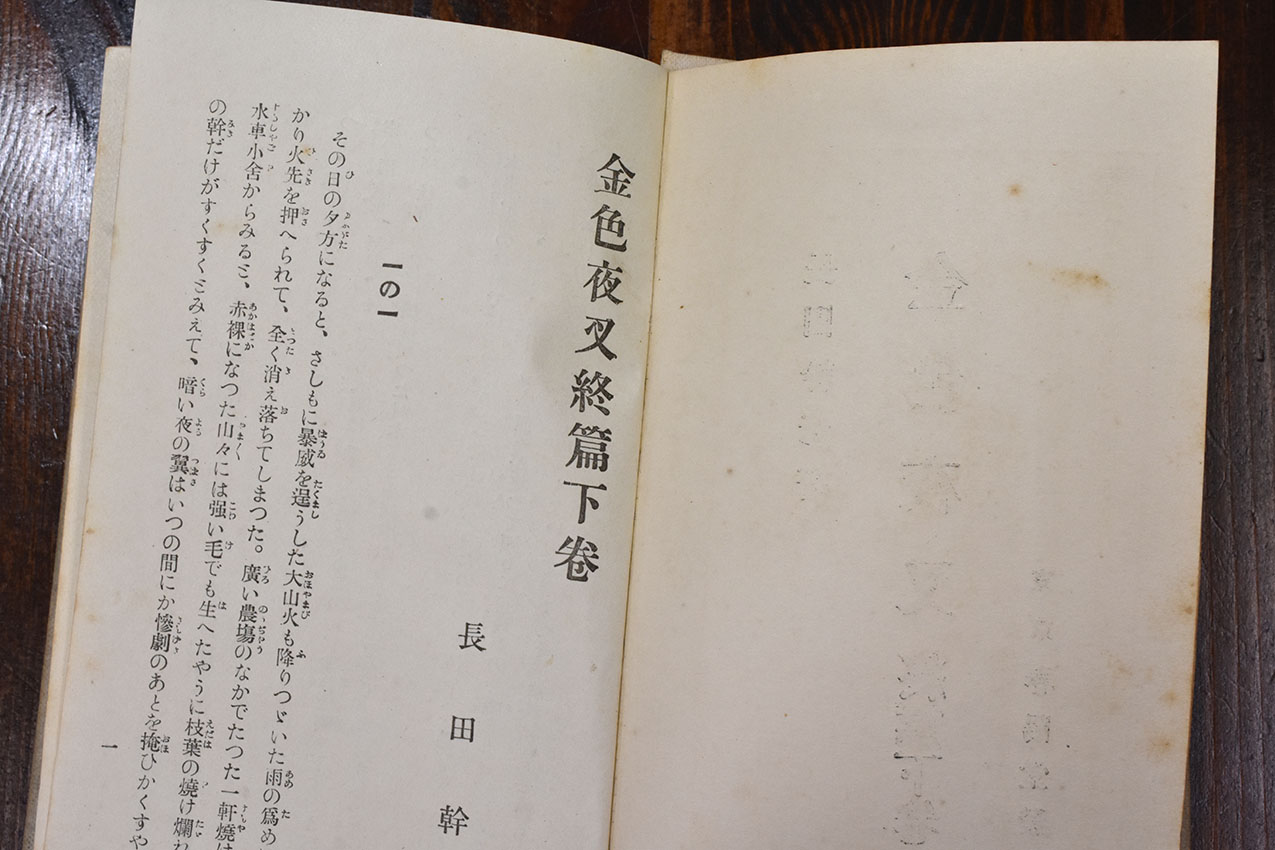 金色夜叉終篇下卷
長田幹
一の一
その日の夕方になると、さしもに暴威を逞うした大山火も降りつゞいた雨の爲め
かり火先を押へられて、全く消え落ちてしまつた。廣い農場のなかでたつた一軒燒け
水車小舍からみると、赤裸になつた山々には强い毛でも生へたやうに枝葉の燒け爛れ
の幹だけがすくすくとみえて、暗い夜の翼はいつの間にか慘劇のあとを掩ひかくすや
一